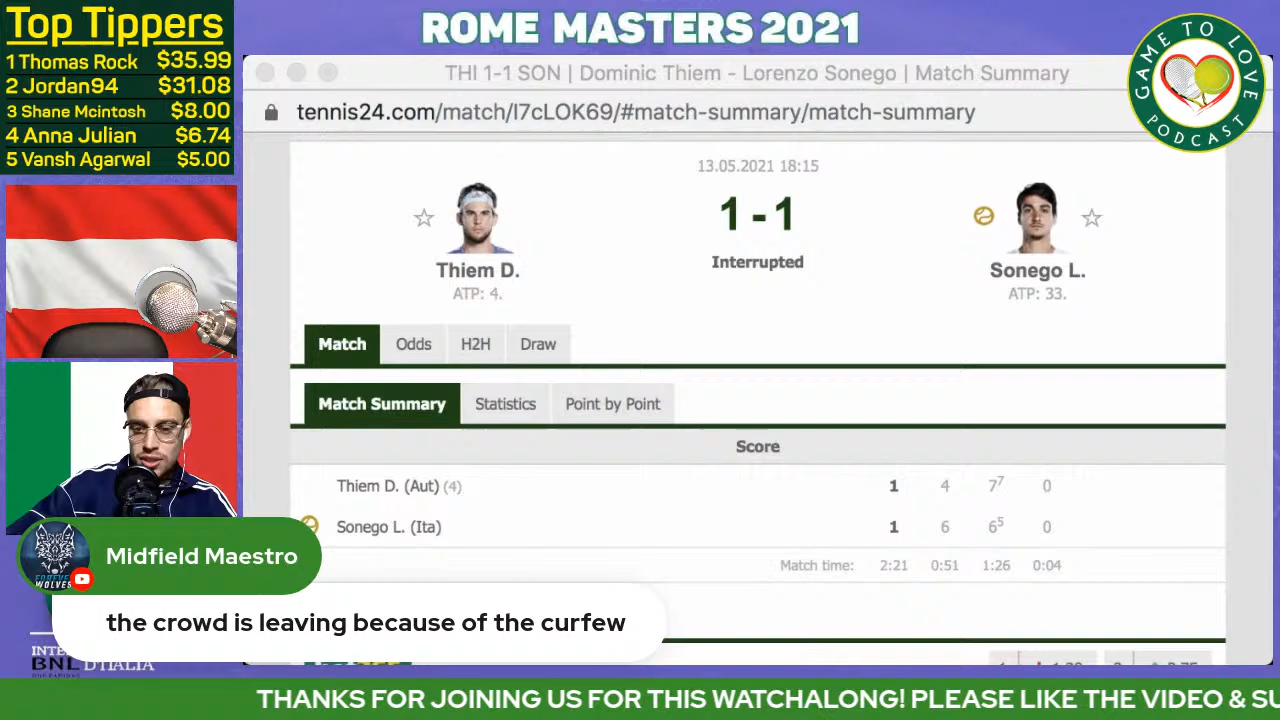 Top Tippers
1 Thomas Rock $35.99
2 Jordan94 $31.08
3 Shane Mcintosh $8.00
4 Anna Julian $6.74
5 Vansh Agarwal $5.00
ROME MASTERS 2021
GAME TO LOVE
PODCAST
THI 1-1 SON | Dominic Thiem - Lorenzo Sonego | Match Summary
tennis24.com/match/I7cLOK69/#match-summary/match-summary
13.05.2021 18:15
1 - 1
Interrupted
Thiem D.
ATP: 4.
Sonego L.
ATP: 33.
Match Odds H2H Draw
Match Summary Statistics Point by Point
Score
Thiem D. (Aut) (4) 1 4 7⁷ 0
Sonego L. (Ita) 1 6 6⁵ 0
Match time: 2:21 0:51 1:26 0:04
FOREVER
WOLVES
Midfield Maestro
the crowd is leaving because of the curfew
INTE
BNL D'ITALIA
THANKS FOR JOINING US FOR THIS WATCHALONG! PLEASE LIKE THE VIDEO & SU